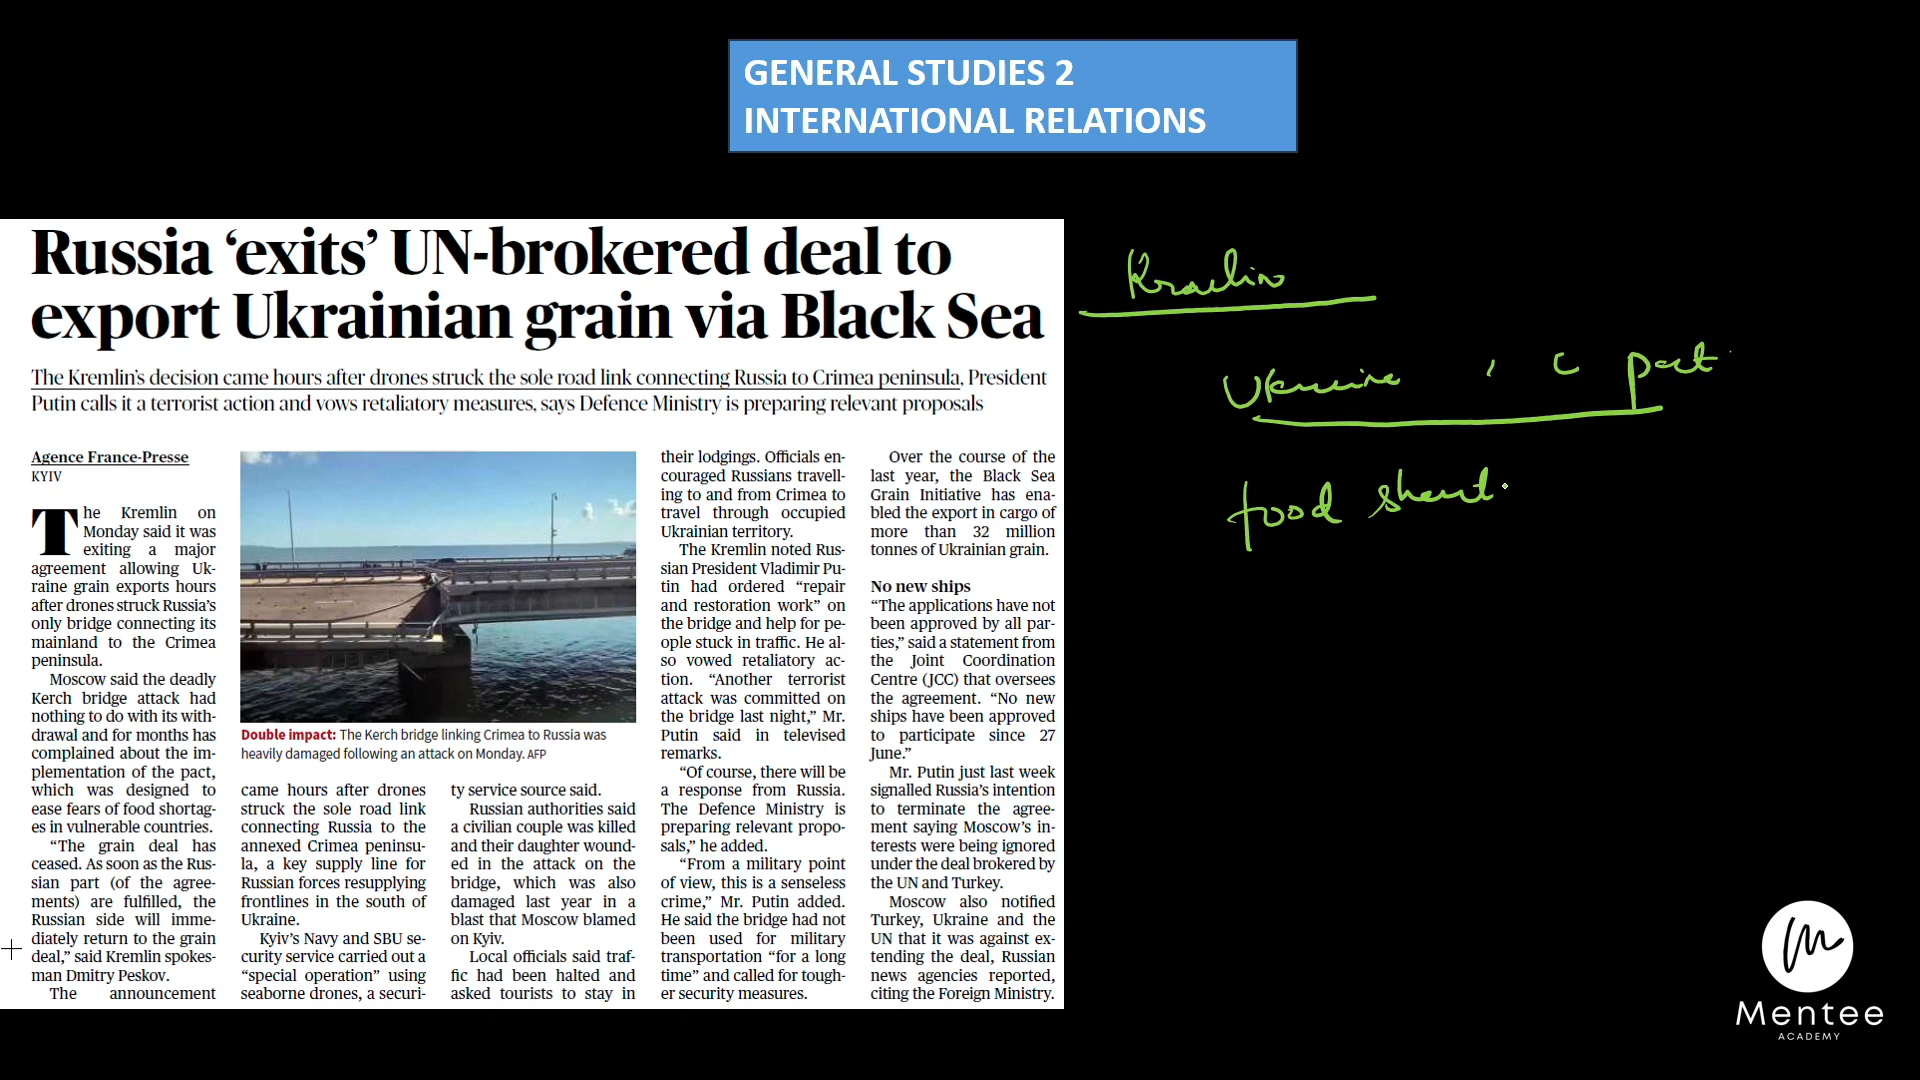 GENERAL STUDIES 2
INTERNATIONAL RELATIONS
Russia ‘exits’ UN-brokered deal to
export Ukrainian grain via Black Sea
The Kremlin’s decision came hours after drones struck the sole road link connecting Russia to Crimea peninsula, President
Putin calls it a terrorist action and vows retaliatory measures, says Defence Ministry is preparing relevant proposals
Agence France-Presse
KYIV
The Kremlin on
Monday said it was
exiting a major
agreement allowing Uk-
raine grain exports hours
after drones struck Russia’s
only bridge connecting its
mainland to the Crimea
peninsula.
Moscow said the deadly
Kerch bridge attack had
nothing to do with its with-
drawal and for months has
complained about the im-
plementation of the pact,
which was designed to
ease fears of food shortag-
es in vulnerable countries.
“The grain deal has
ceased. As soon as the Rus-
sian part (of the agree-
ments) are fulfilled, the
Russian side will imme-
diately return to the grain
deal,” said Kremlin spokes-
man Dmitry Peskov.
The announcement
Double impact: The Kerch bridge linking Crimea to Russia was
heavily damaged following an attack on Monday. AFP
came hours after drones
struck the sole road link
connecting Russia to the
annexed Crimea peninsu-
la, a key supply line for
Russian forces resupplying
frontlines in the south of
Ukraine.
Kyiv’s Navy and SBU se-
curity service carried out a
“special operation” using
seaborne drones, a securi-
ty service source said.
Russian authorities said
a civilian couple was killed
and their daughter wound-
ed in the attack on the
bridge, which was also
damaged last year in a
blast that Moscow blamed
on Kyiv.
Local officials said traf-
fic had been halted and
asked tourists to stay in
their lodgings. Officials en-
couraged Russians travell-
ing to and from Crimea to
travel through occupied
Ukrainian territory.
The Kremlin noted Rus-
sian President Vladimir Pu-
tin had ordered “repair
and restoration work” on
the bridge and help for pe-
ople stuck in traffic. He al-
so vowed retaliatory ac-
tion. “Another terrorist
attack was committed on
the bridge last night,” Mr.
Putin said in televised
remarks.
“Of course, there will be
a response from Russia.
The Defence Ministry is
preparing relevant propo-
sals,” he added.
“From a military point
of view, this is a senseless
crime,” Mr. Putin added.
He said the bridge had not
been used for military
transportation “for a long
time” and called for tough-
er security measures.
Over the course of the
last year, the Black Sea
Grain Initiative has ena-
bled the export in cargo of
more than 32 million
tonnes of Ukrainian grain.
No new ships
“The applications have not
been approved by all par-
ties,” said a statement from
the Joint Coordination
Centre (JCC) that oversees
the agreement. “No new
ships have been approved
to participate since 27
June.”
Mr. Putin just last week
signalled Russia’s intention
to terminate the agree-
ment saying Moscow’s in-
terests were being ignored
under the deal brokered by
the UN and Turkey.
Moscow also notified
Turkey, Ukraine and the
UN that it was against ex-
tending the deal, Russian
news agencies reported,
citing the Foreign Ministry.
Ukraine
food
Mentee
ACADEMY